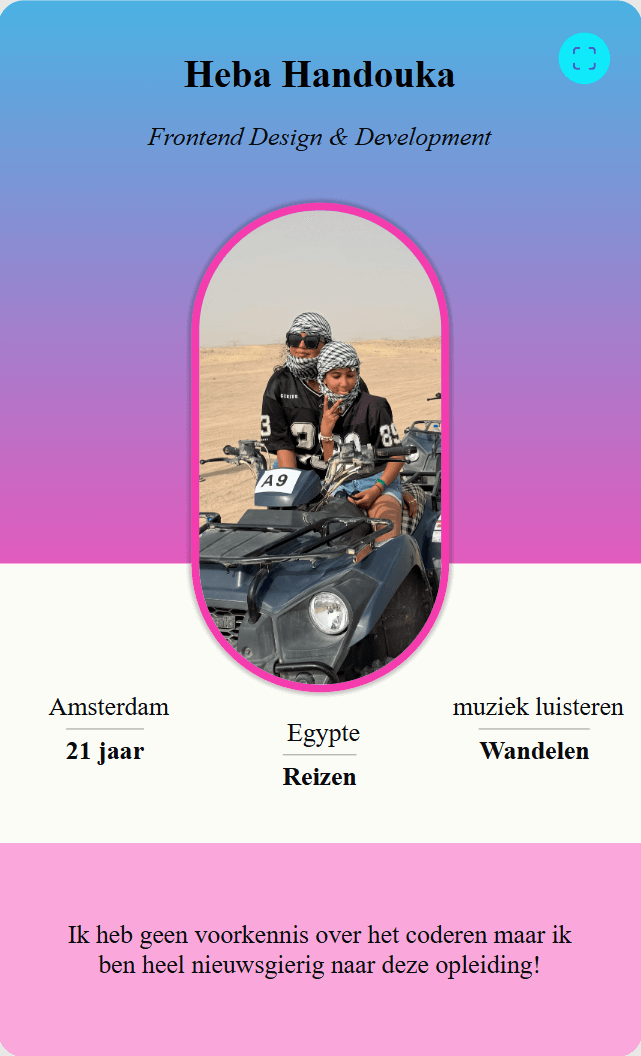 Heba Handouka
Frontend Design & Development
A9
89
Amsterdam
21 jaar
Egypte
Reizen
muziek luisteren
Wandelen
Ik heb geen voorkennis over het coderen maar ik
ben heel nieuwsgierig naar deze opleiding!